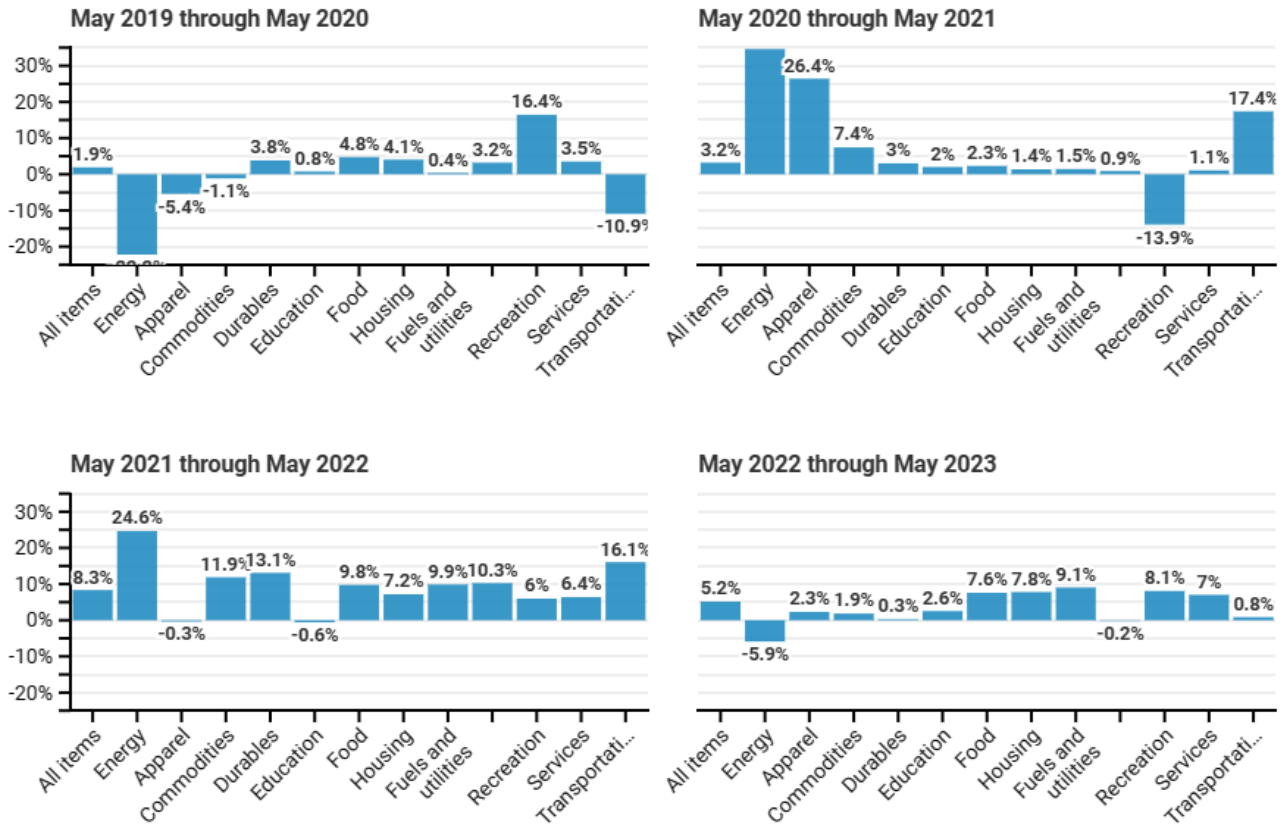 May 2019 through May 2020
30%
20%
10%
0%
-10%
-20%
1.9%
-5.4%
-1.1%
3.8%
0.8%
4.8%
4.1%
0.4%
3.2%
16.4%
3.5%
-10.9%
All items
Energy
Apparel
Commodities
Durables
Education
Food
Housing
Fuels and
utilities
Recreation
Services
Transportati...
May 2020 through May 2021
3.2%
26.4%
7.4%
3%
2%
2.3%
1.4%
1.5%
0.9%
-13.9%
1.1%
17.4%
All items
Energy
Apparel
Commodities
Durables
Education
Food
Housing
Fuels and
utilities
Recreation
Services
Transportati...
May 2021 through May 2022
30%
20%
10%
0%
-10%
-20%
8.3%
24.6%
-0.3%
11.9%
13.1%
-0.6%
9.8%
7.2%
9.9%
10.3%
6%
6.4%
16.1%
All items
Energy
Apparel
Commodities
Durables
Education
Food
Housing
Fuels and
utilities
Recreation
Services
Transportati...
May 2022 through May 2023
5.2%
-5.9%
2.3%
1.9%
0.3%
2.6%
7.6%
7.8%
9.1%
-0.2%
8.1%
7%
0.8%
All items
Energy
Apparel
Commodities
Durables
Education
Food
Housing
Fuels and
utilities
Recreation
Services
Transportati...